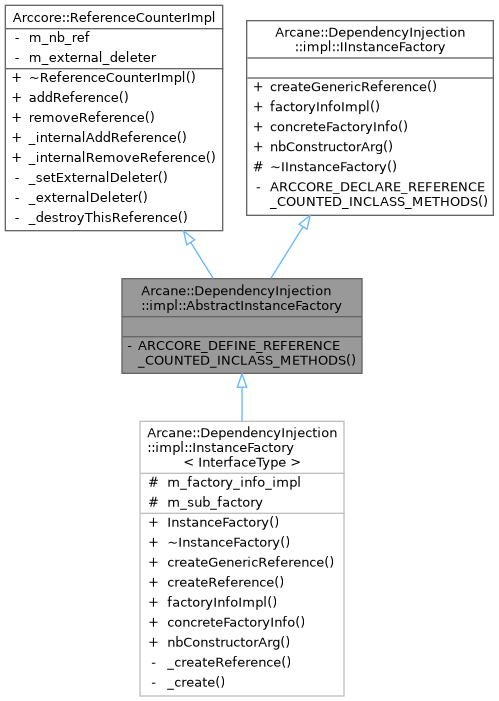 Arccore::ReferenceCounterImpl
- m_nb_ref
- m_external_deleter
+ ~ReferenceCounterImpl()
+ addReference()
+ removeReference()
+ _internalAddReference()
+ _internalRemoveReference()
- _setExternalDeleter()
- _externalDeleter()
- _destroyThisReference()
Arcane::DependencyInjection
::impl::IInstanceFactory
+ createGenericReference()
+ factoryInfoImpl()
+ concreteFactoryInfo()
+ nbConstructorArg()
# ~IInstanceFactory()
- ARCCORE_DECLARE_REFERENCE
_COUNTED_INCLASS_METHODS()
Arcane::DependencyInjection
::impl::AbstractInstanceFactory
- ARCCORE_DEFINE_REFERENCE
_COUNTED_INCLASS_METHODS()
Arcane::DependencyInjection
::impl::InstanceFactory
< InterfaceType >
# m_factory_info_impl
# m_sub_factory
+ InstanceFactory()
+ ~InstanceFactory()
+ createGenericReference()
+ createReference()
+ factoryInfoImpl()
+ concreteFactoryInfo()
+ nbConstructorArg()
- _createReference()
- _create()